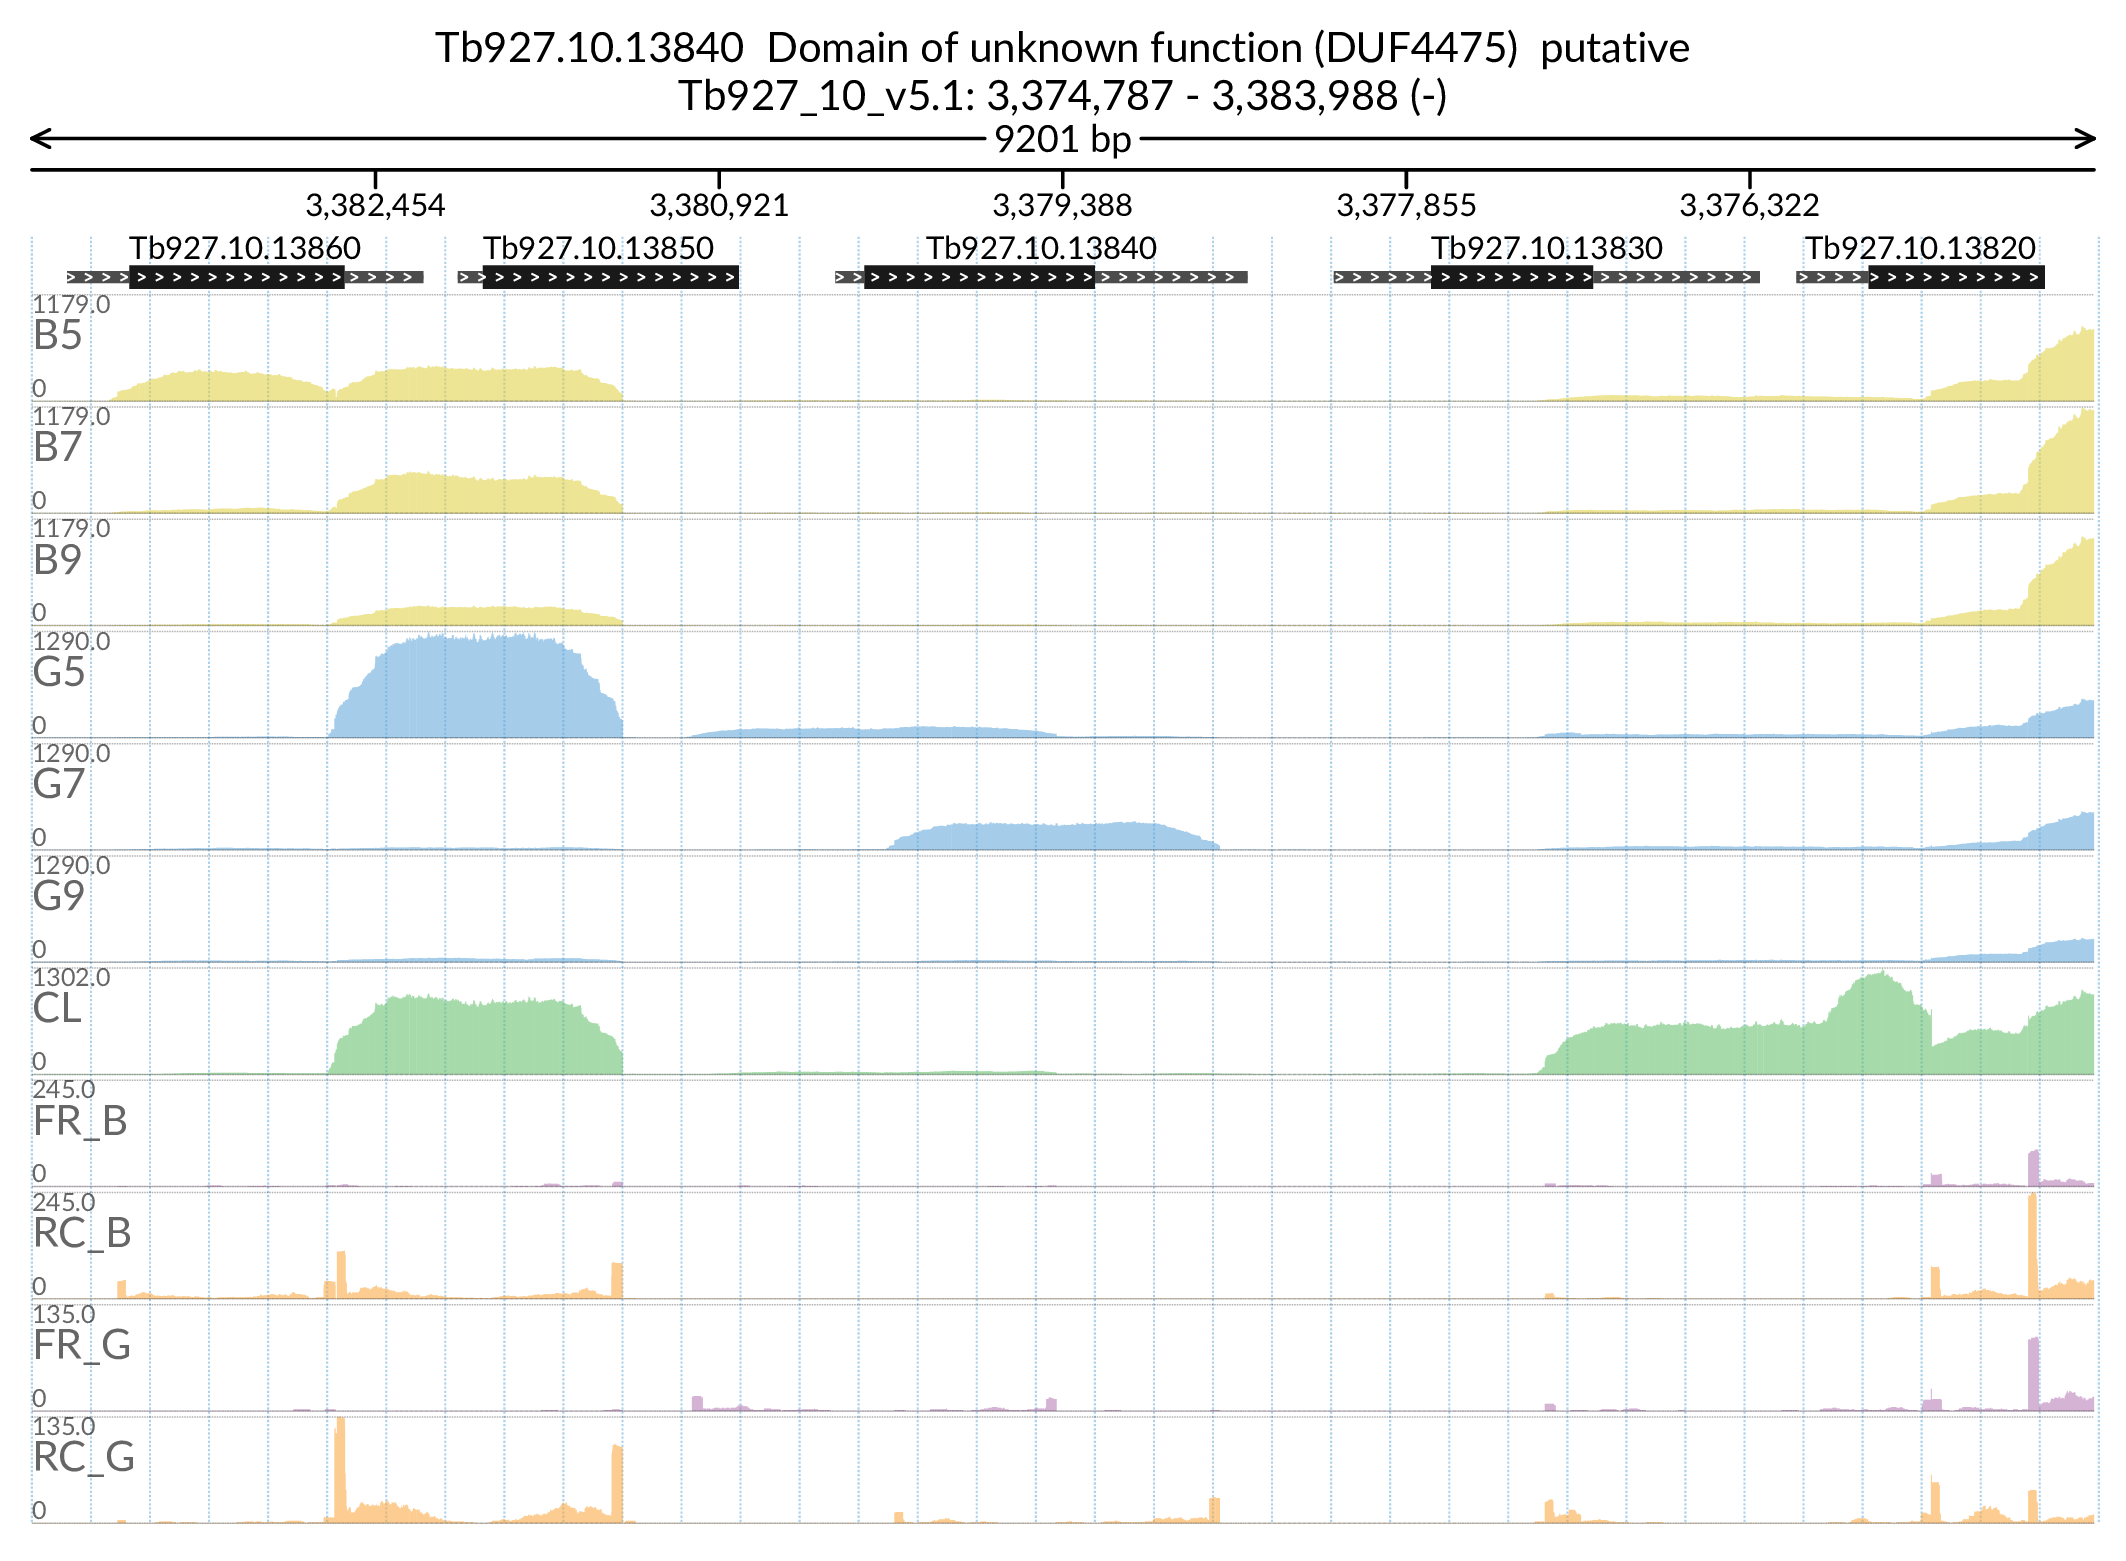 Tb927.10.13840  Domain of unknown function (DUF4475)  putative
Tb927_10_v5.1: 3,374,787 - 3,383,988 (-)
9201 bp
3,382,454 3,380,921 3,379,388 3,377,855 3,376,322
Tb927.10.13860 Tb927.10.13850 Tb927.10.13840 Tb927.10.13830 Tb927.10.13820
1179.0
B5
0
1179.0
B7
0
1179.0
B9
0
1290.0
G5
0
1290.0
G7
0
1290.0
G9
0
1302.0
CL
0
245.0
FR_B
0
245.0
RC_B
0
135.0
FR_G
0
135.0
RC_G
0